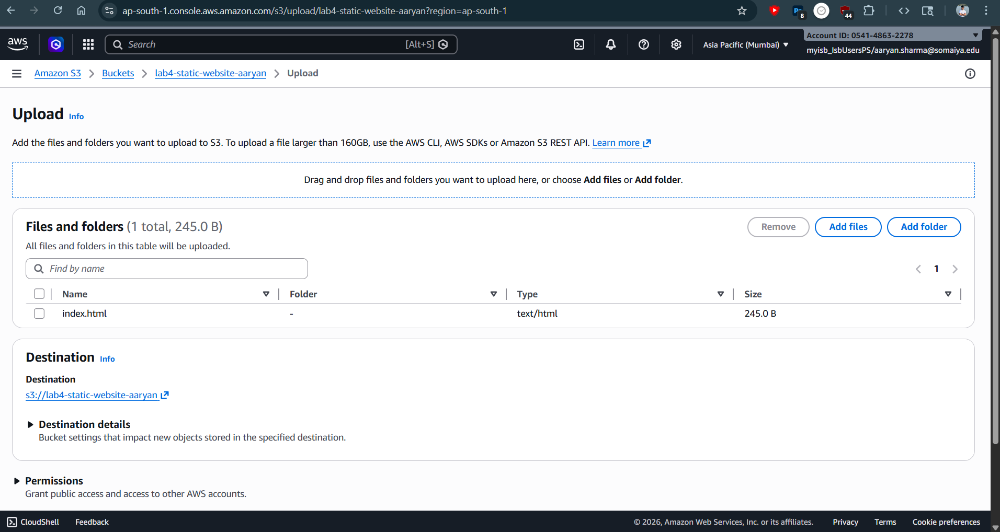 ap-south-1.console.aws.amazon.com/s3/upload/lab4-static-website-aaryan?region=ap-south-1
8
44
aws
Search
[Alt+S]
Asia Pacific (Mumbai)
Account ID: 0541-4863-2278
myisb_IsbUsersPS/aaryan.sharma@somaiya.edu
Amazon S3
Buckets
lab4-static-website-aaryan
Upload
Upload Info
Add the files and folders you want to upload to S3. To upload a file larger than 160GB, use the AWS CLI, AWS SDKs or Amazon S3 REST API. Learn more
Drag and drop files and folders you want to upload here, or choose Add files or Add folder.
Files and folders (1 total, 245.0 B)
Remove
Add files
Add folder
All files and folders in this table will be uploaded.
Find by name
1
Name Folder Type Size
index.html - text/html 245.0 B
Destination Info
Destination
s3://lab4-static-website-aaryan
Destination details
Bucket settings that impact new objects stored in the specified destination.
Permissions
Grant public access and access to other AWS accounts.
CloudShell Feedback © 2026, Amazon Web Services, Inc. or its affiliates. Privacy Terms Cookie preferences